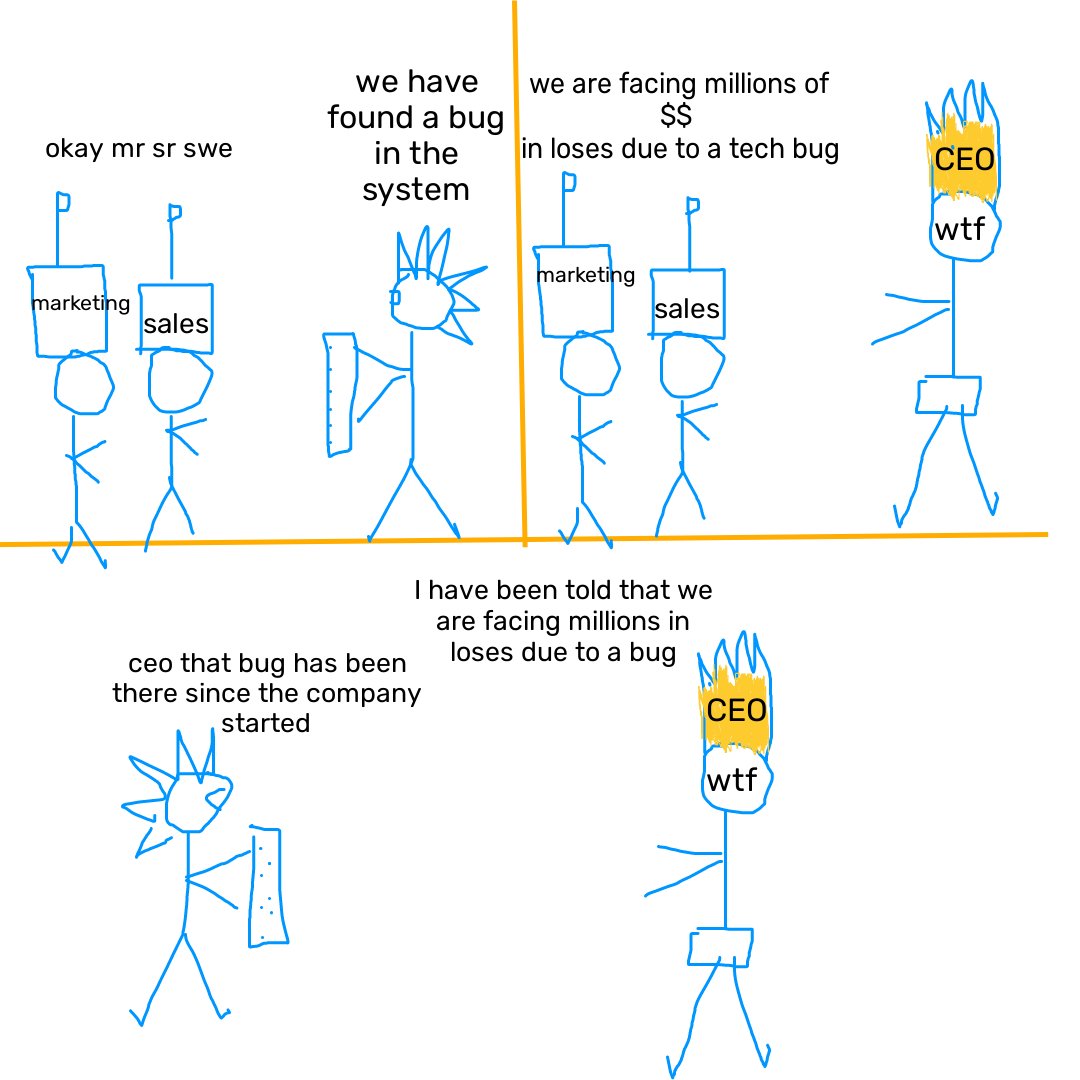 okay mr sr swe
we have
found a bug
in the
system
marketing
sales
we are facing millions of
$$
in loses due to a tech bug
CEO
wtf
marketing
sales
I have been told that we
are facing millions in
loses due to a bug
CEO
wtf
ceo that bug has been
there since the company
started